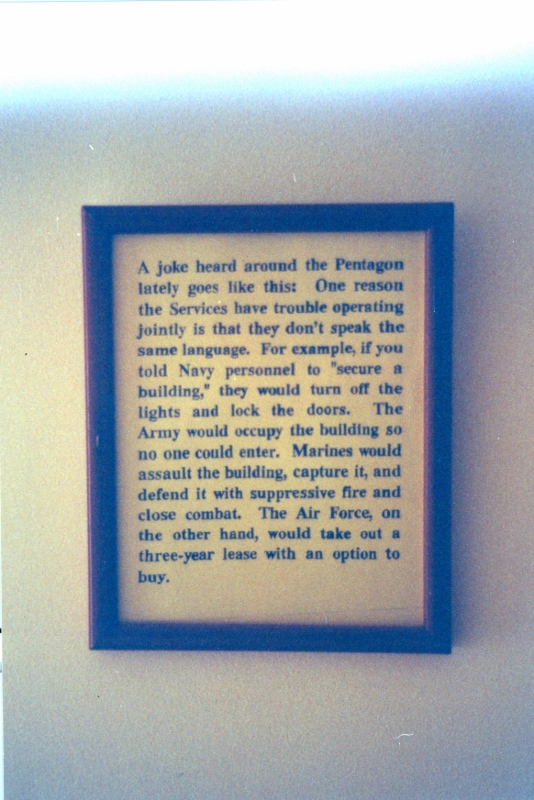 A joke heard around the Pentagon
lately goes like this: One reason
the Services have trouble operating
jointly is that they don't speak the
same language. For example, if you
told Navy personnel to "secure a
building," they would turn off the
lights and lock the doors. The
Army would occupy the building so
no one could enter. Marines would
assault the building, capture it, and
defend it with suppressive fire and
close combat. The Air Force, on
the other hand, would take out a
three-year lease with an option to
buy.